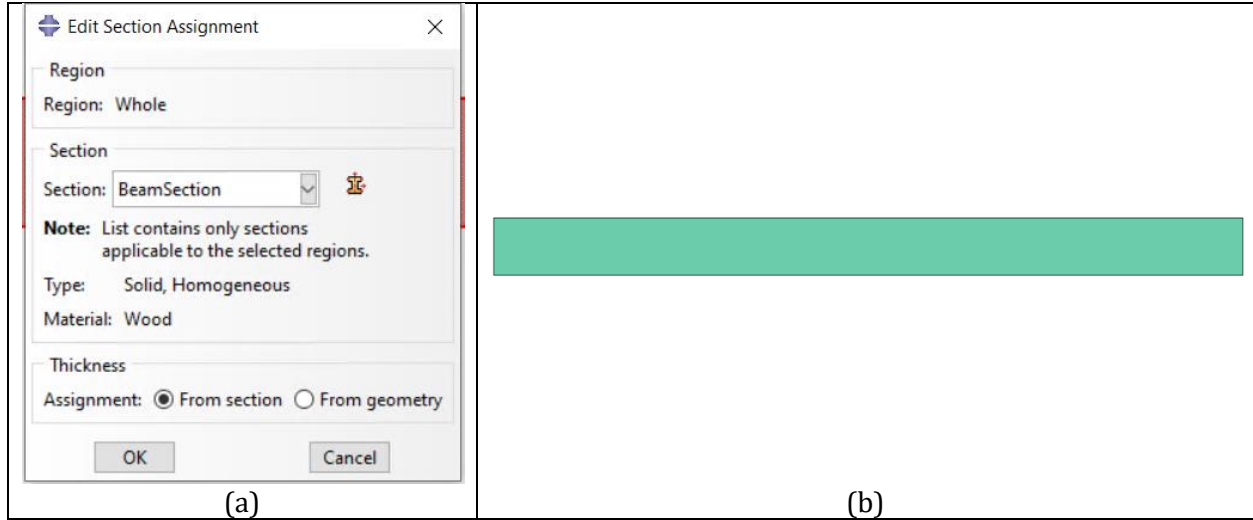 Edit Section Assignment
Region
Region: Whole
Section
Section: BeamSection
Note: List contains only sections
applicable to the selected regions.
Type: Solid, Homogeneous
Material: Wood
Thickness
Assignment: From section From geometry
OK Cancel
(a) (b)